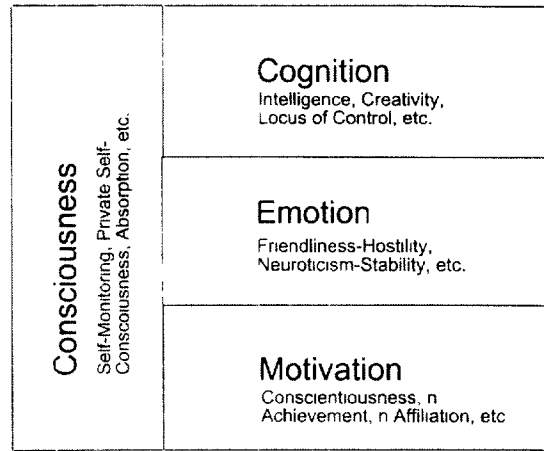 Consciousness
Self-Monitoring, Private Self-
Conscoiusness, Absorption, etc.
Cognition
Intelligence, Creativity,
Locus of Control, etc.
Emotion
Friendliness-Hostility,
Neuroticism-Stability, etc.
Motivation
Conscientiousness, n
Achievement, n Affiliation, etc